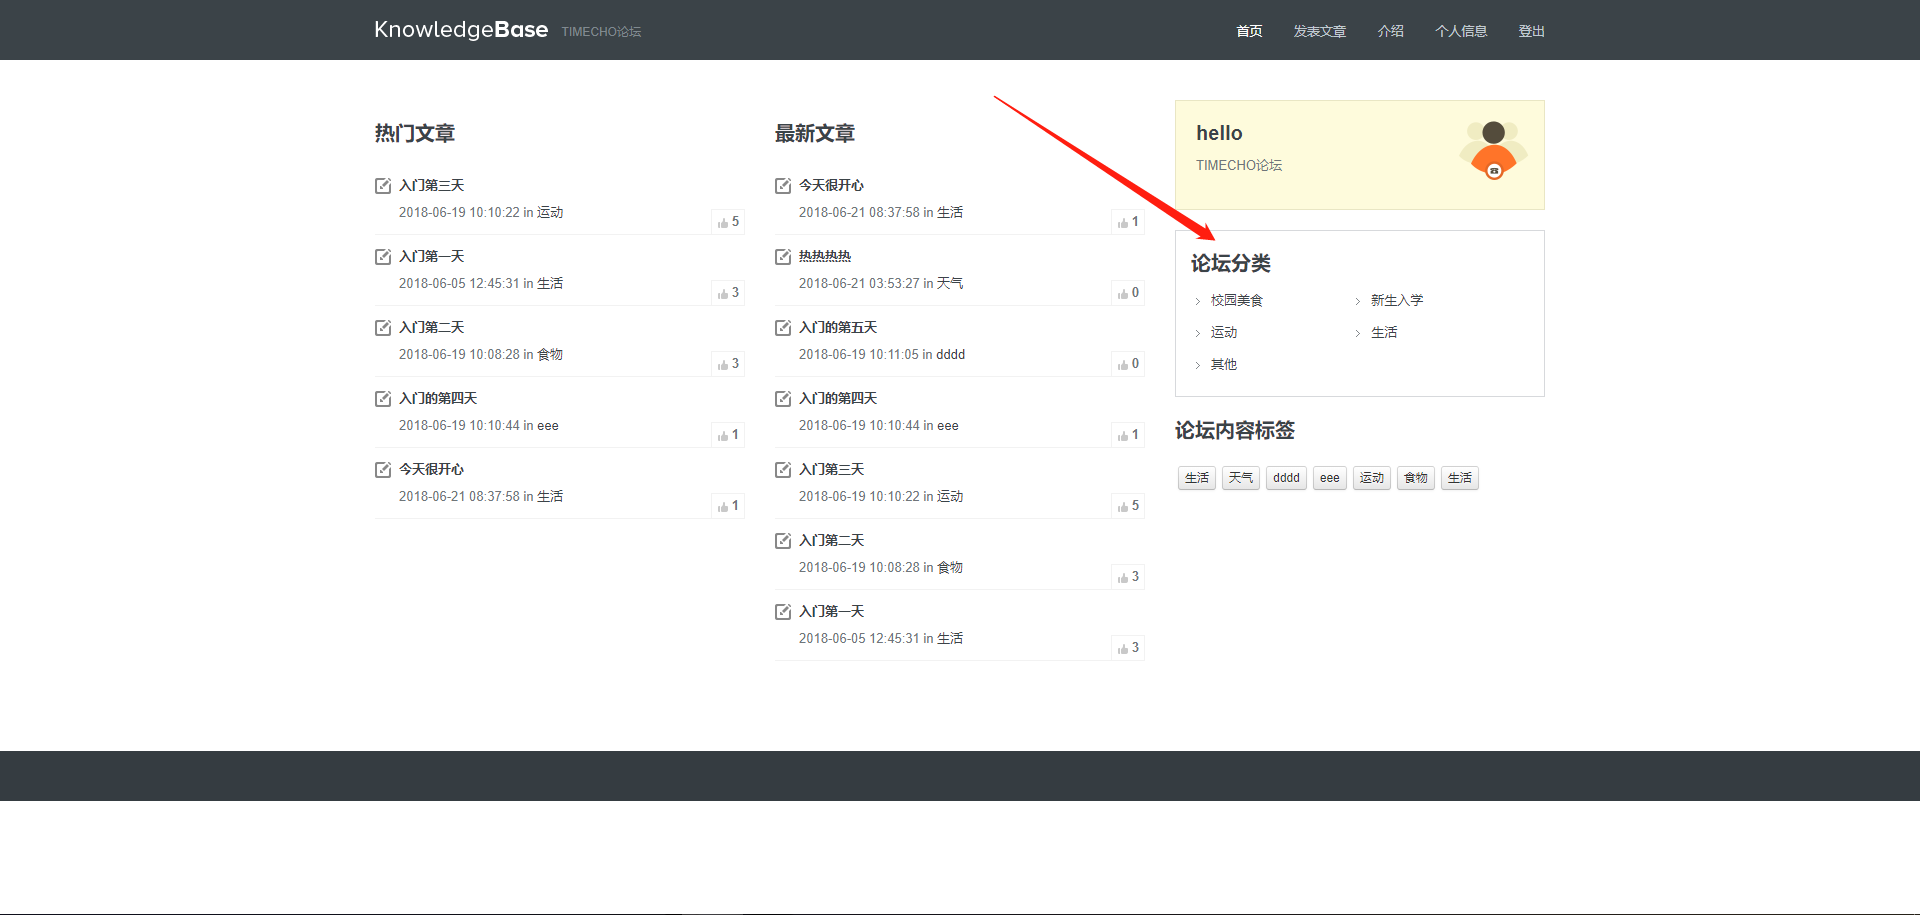 KnowledgeBase TIMECHO论坛 首页 发表文章 介绍 个人信息 登出
热门文章
入门第三天
2018-06-19 10:10:22 in 运动
5
入门第一天
2018-06-05 12:45:31 in 生活
3
入门第二天
2018-06-19 10:08:28 in 食物
3
入门的第四天
2018-06-19 10:10:44 in eee
1
今天很开心
2018-06-21 08:37:58 in 生活
1
最新文章
今天很开心
2018-06-21 08:37:58 in 生活
1
热热热热
2018-06-21 03:53:27 in 天气
0
入门的第五天
2018-06-19 10:11:05 in dddd
0
入门的第四天
2018-06-19 10:10:44 in eee
1
入门第三天
2018-06-19 10:10:22 in 运动
5
入门第二天
2018-06-19 10:08:28 in 食物
3
入门第一天
2018-06-05 12:45:31 in 生活
3
hello
TIMECHO论坛
论坛分类
校园美食 新生入学
运动 生活
其他
论坛内容标签
生活 天气 dddd eee 运动 食物 生活